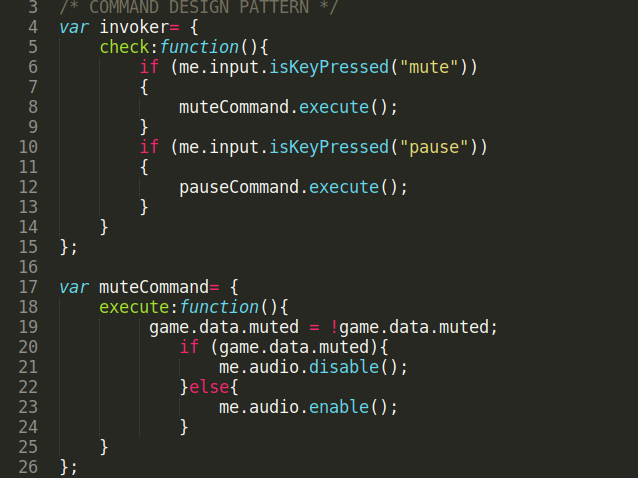 3 /* COMMAND DESIGN PATTERN */
4 var invoker= {
5     check:function(){
6         if (me.input.isKeyPressed("mute"))
7         {
8             muteCommand.execute();
9         }
10         if (me.input.isKeyPressed("pause"))
11         {
12             pauseCommand.execute();
13         }
14     }
15 };
16
17 var muteCommand= {
18     execute:function(){
19          game.data.muted = !game.data.muted;
20             if (game.data.muted){
21                 me.audio.disable();
22             }else{
23                 me.audio.enable();
24             }
25     }
26 };